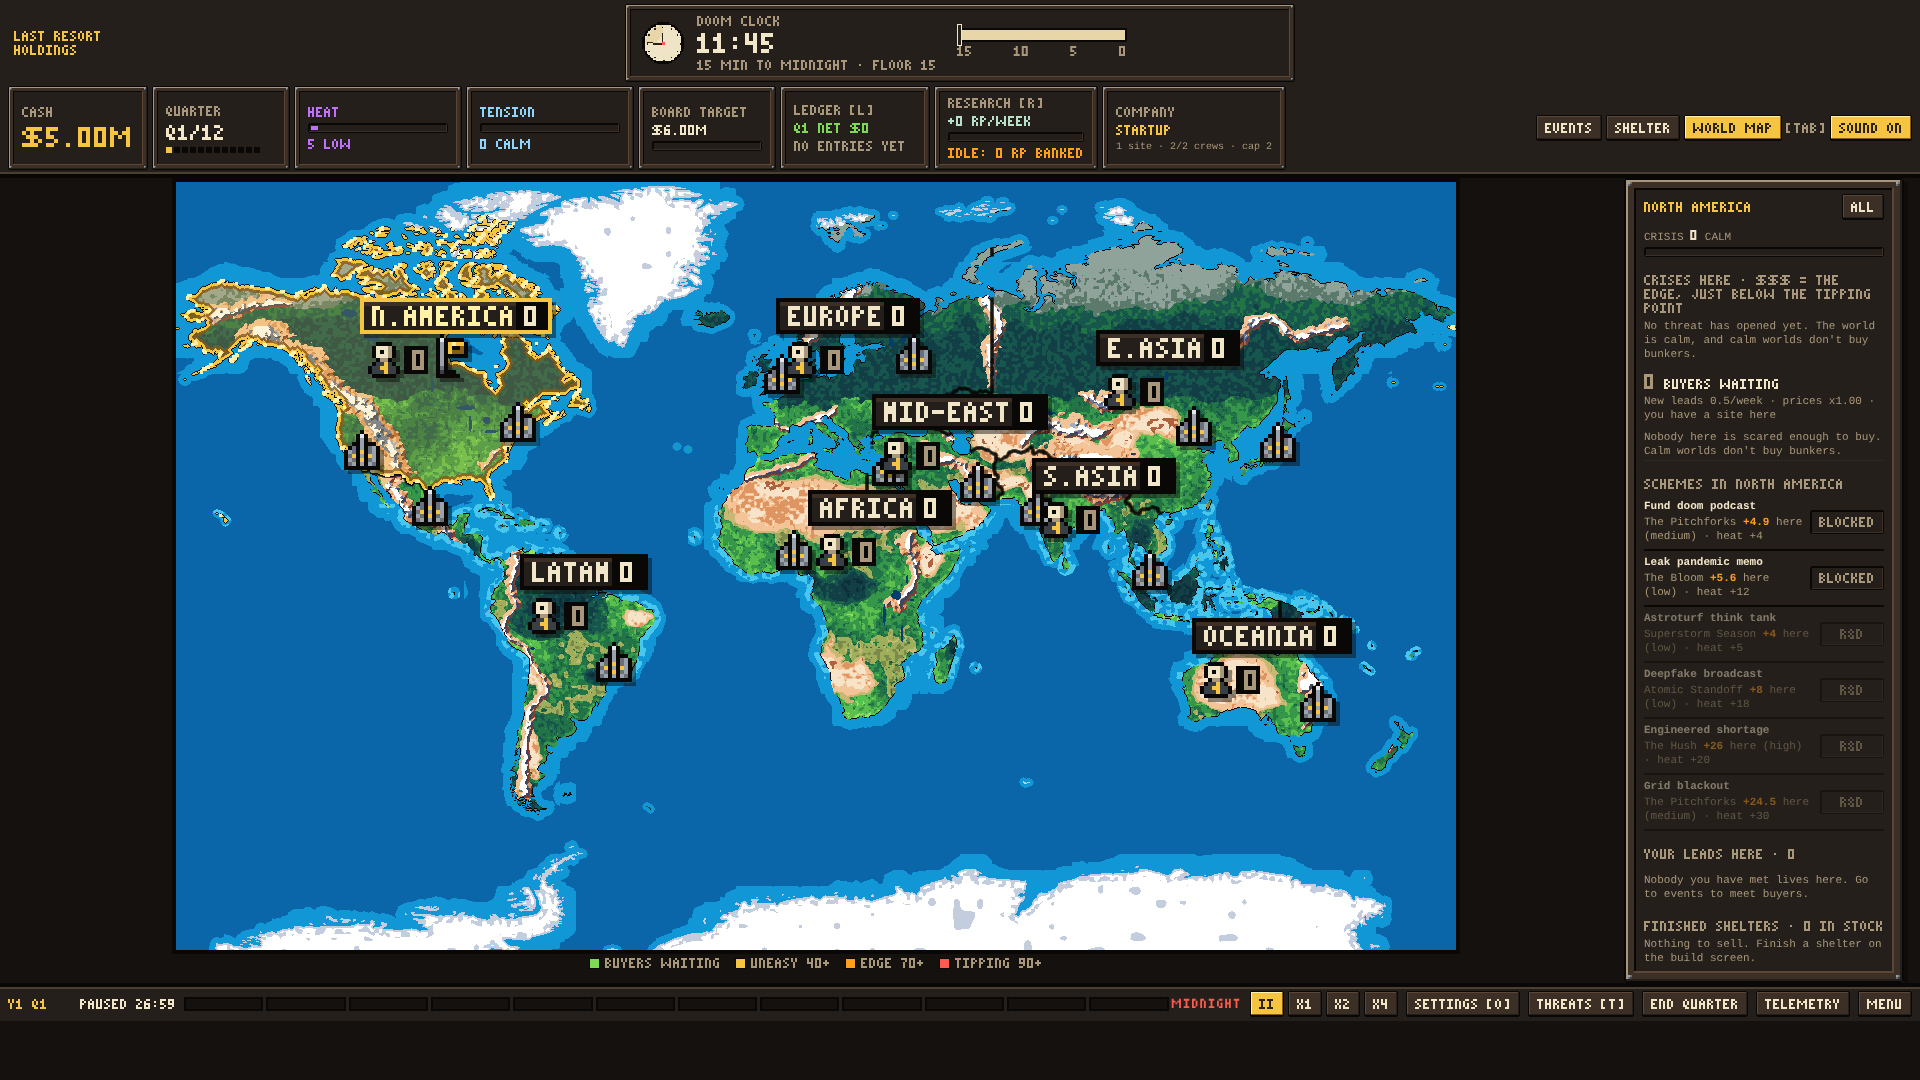 LAST RESORT
HOLDINGS
DOOM CLOCK
11:45
15 MIN TO MIDNIGHT · FLOOR 15
15 10 5 0
CASH
$5.00M
QUARTER
Q1/12
HEAT
5 LOW
TENSION
0 CALM
BOARD TARGET
$6.00M
LEDGER [L]
Q1 NET $0
NO ENTRIES YET
RESEARCH [R]
+0 RP/WEEK
IDLE: 0 RP BANKED
COMPANY
STARTUP
1 site · 2/2 crews · cap 2
EVENTS
SHELTER
WORLD MAP
[TAB]
SOUND ON
N.AMERICA 0
0
EUROPE 0
0
E.ASIA 0
0
MID-EAST 0
0
S.ASIA 0
0
AFRICA 0
0
LATAM 0
0
OCEANIA 0
0
BUYERS WAITING
UNEASY 40+
EDGE 70+
TIPPING 90+
NORTH AMERICA
ALL
CRISIS 0 CALM
CRISES HERE · $$$ = THE
EDGE, JUST BELOW THE TIPPING
POINT
No threat has opened yet. The world
is calm, and calm worlds don't buy
bunkers.
0 BUYERS WAITING
New leads 0.5/week · prices x1.00 ·
you have a site here
Nobody here is scared enough to buy.
Calm worlds don't buy bunkers.
SCHEMES IN NORTH AMERICA
Fund doom podcast
The Pitchforks +4.9 here
(medium) · heat +4
BLOCKED
Leak pandemic memo
The Bloom +5.6 here
(low) · heat +12
BLOCKED
Astroturf think tank
Superstorm Season +4 here
(low) · heat +5
R&D
Deepfake broadcast
Atomic Standoff +8 here
(low) · heat +18
R&D
Engineered shortage
The Hush +26 here (high)
· heat +20
R&D
Grid blackout
The Pitchforks +24.5 here
(medium) · heat +30
R&D
YOUR LEADS HERE · 0
Nobody you have met lives here. Go
to events to meet buyers.
FINISHED SHELTERS · 0 IN STOCK
Nothing to sell. Finish a shelter on
the build screen.
Y1 Q1
PAUSED 26:59
MIDNIGHT
II
X1
X2
X4
SETTINGS [O]
THREATS [T]
END QUARTER
TELEMETRY
MENU